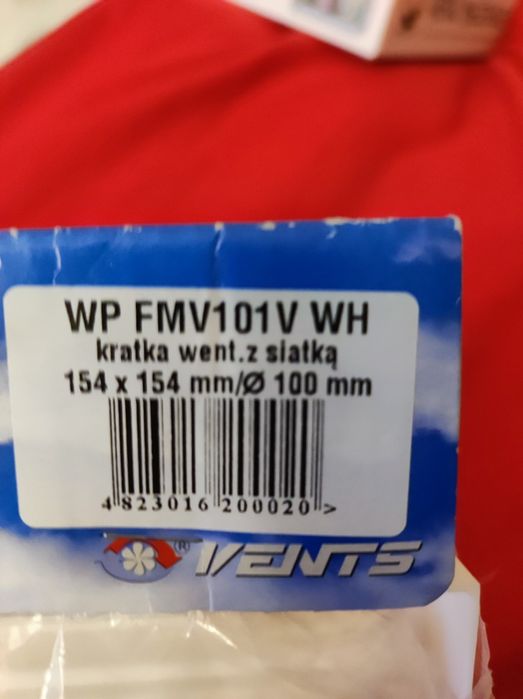 WP FMV101V WH
kratka went.z siatką
154 x 154 mm/Ø 100 mm
4 823016 200020 >
® VENTS